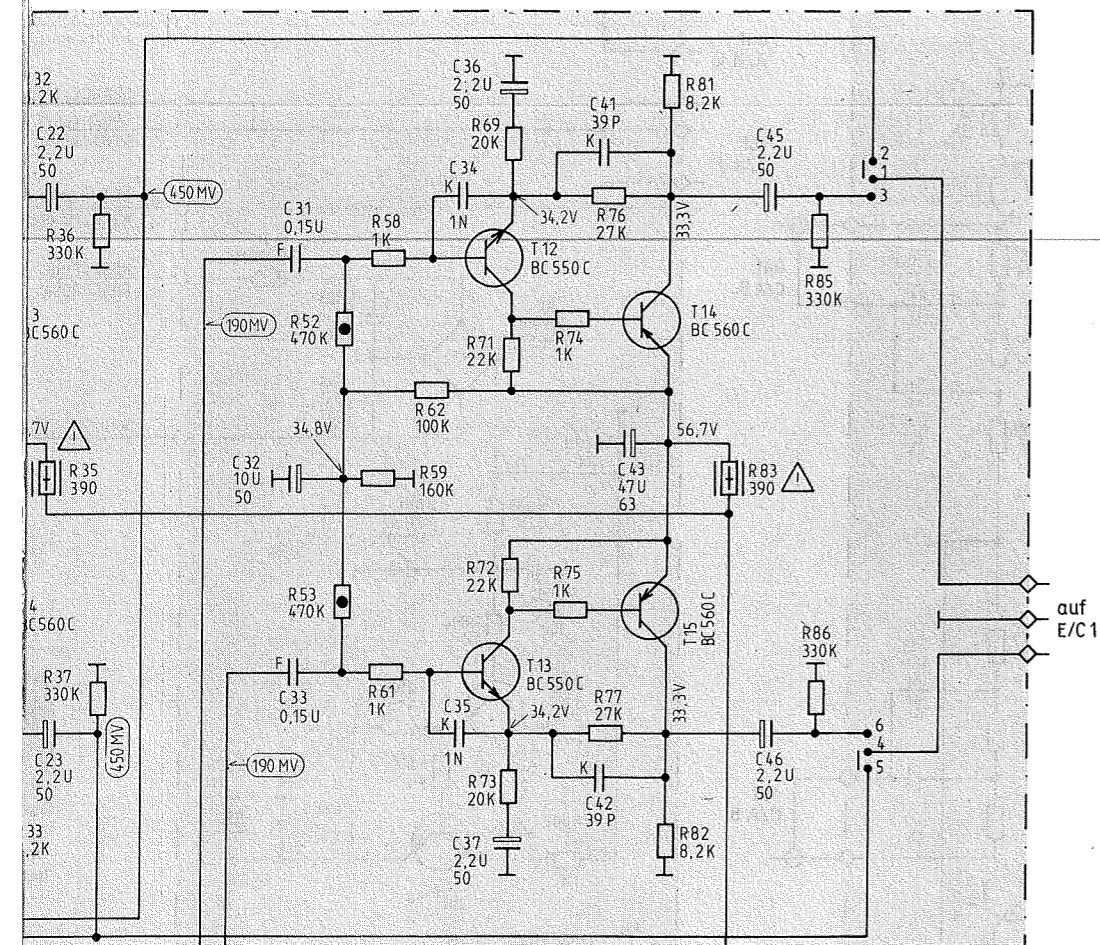 C36
2,2U
50
R81
8,2K
32
,2K
C41
39P
K
R69
20K
C22
2,2U
50
C45
2,2U
50
2
1
3
C34
K
1N
450MV
34,2V
R76
27K
33,3V
C31
0,15U
F
R58
1K
R36
330K
T12
BC550C
R85
330K
3
BC560C
190MV
R52
470K
R71
22K
R74
1K
T14
BC560C
R62
100K
,7V
34,8V
56,7V
R35
390
C32
10U
50
R59
160K
C43
47U
63
R83
390
R72
22K
R75
1K
R53
470K
4
BC560C
T15
BC560C
auf
E/C1
R86
330K
F
C33
0,15U
R61
1K
T13
BC550C
R37
330K
C35
K
1N
34,2V
R77
27K
33,3V
450MV
C23
2,2U
50
190MV
R73
20K
K
C42
39P
C46
2,2U
50
6
4
5
33
,2K
C37
2,2U
50
R82
8,2K